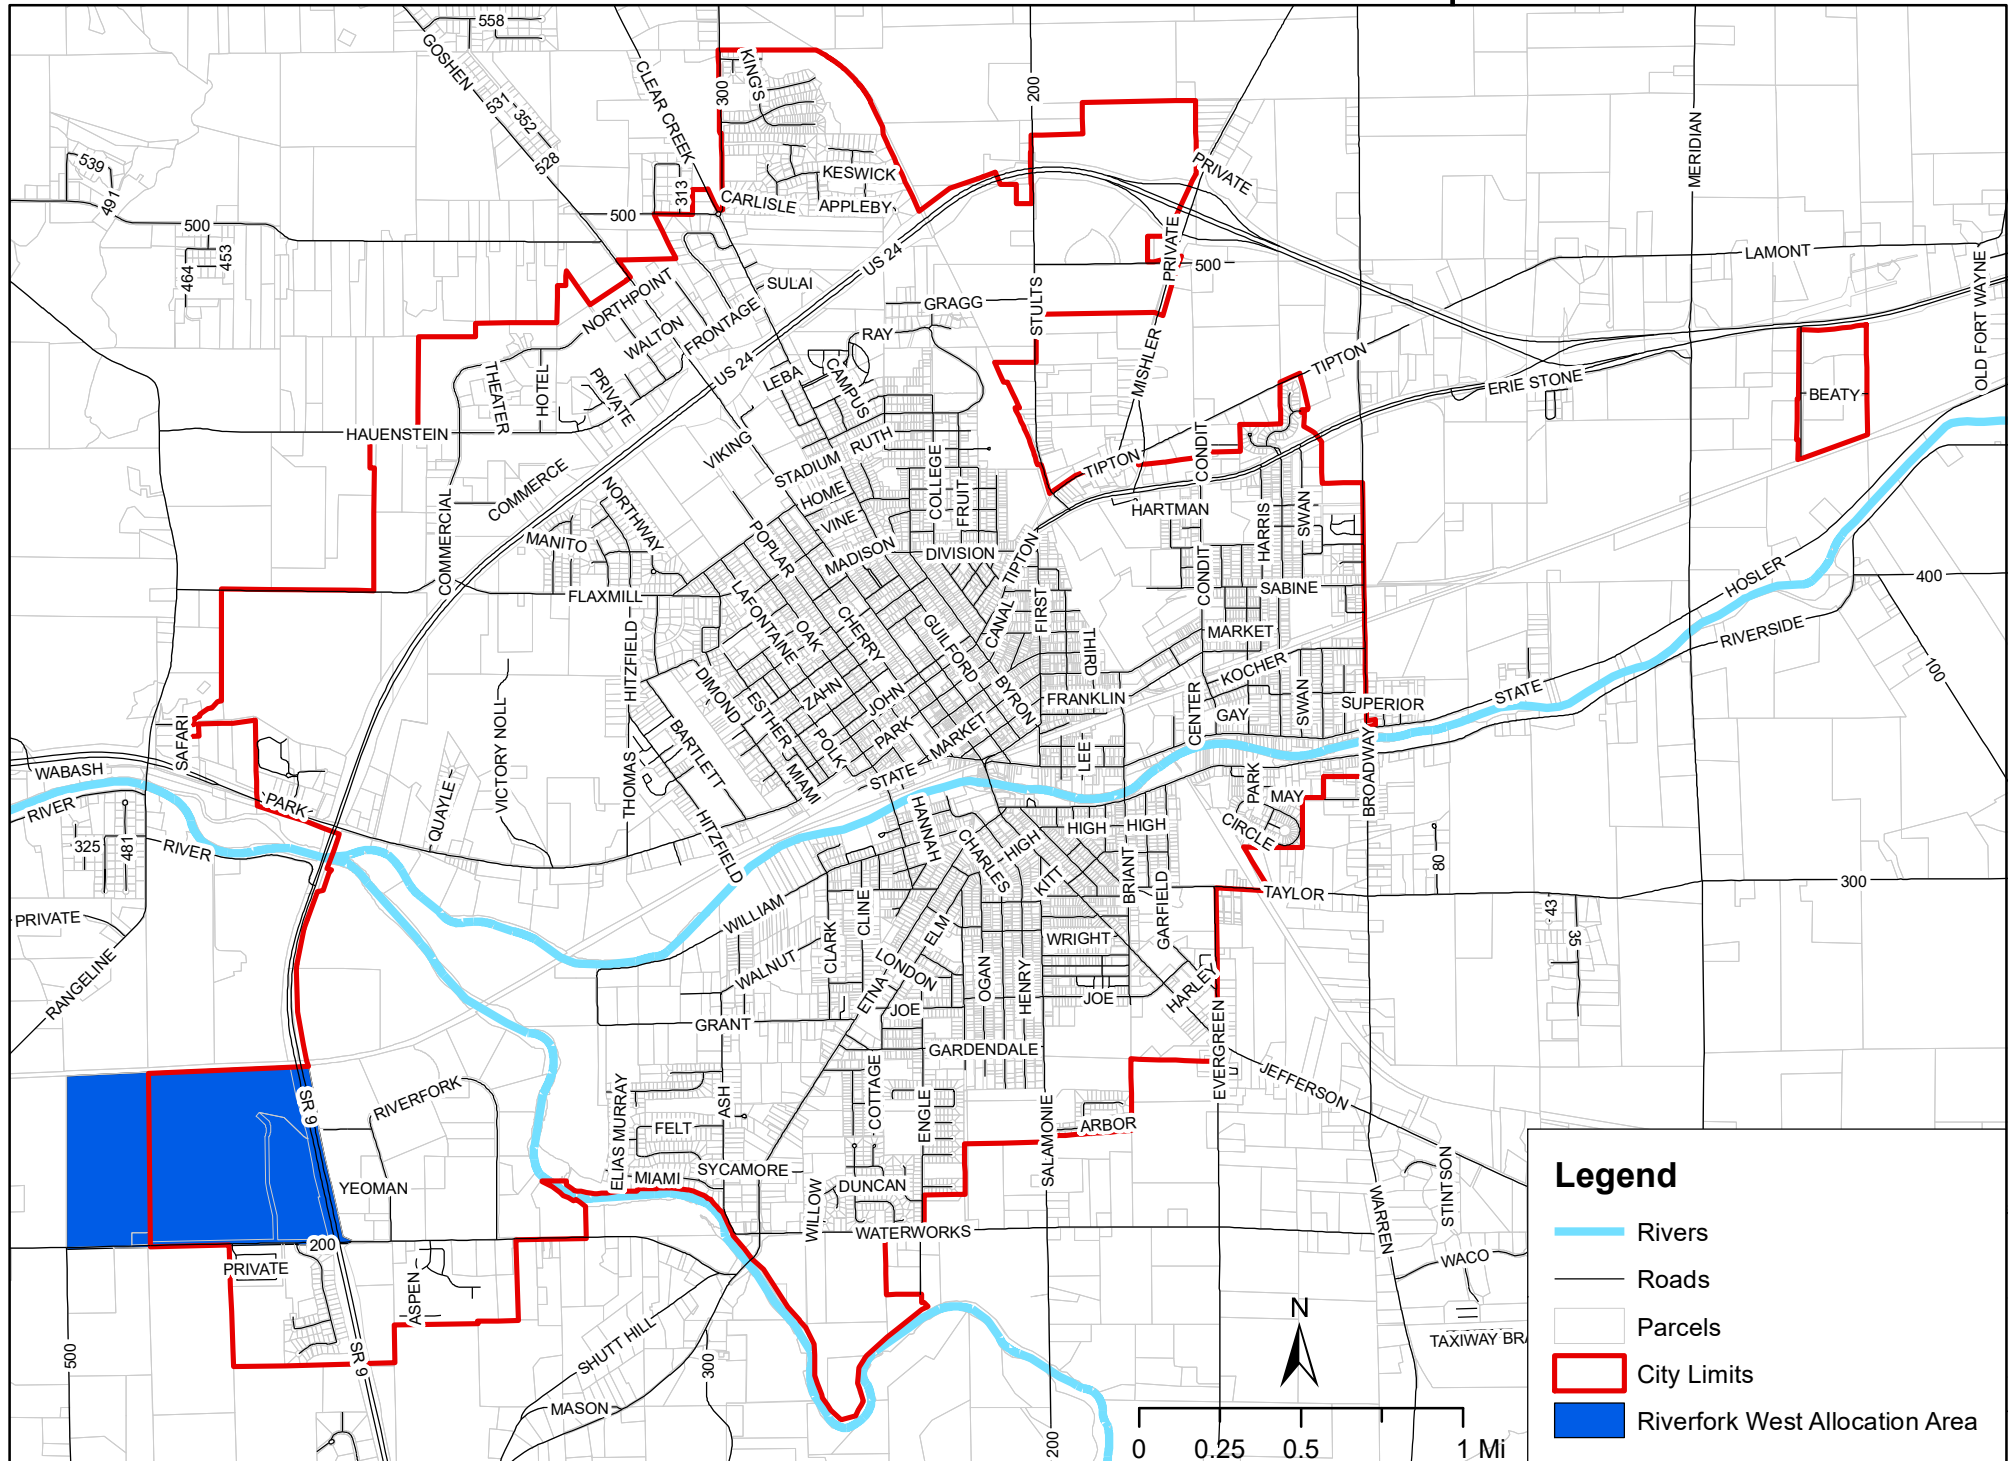 558
GOSHEN
CLEAR CREEK
KING'S
300
200
531
352
528
539
491
MERIDIAN
KESWICK
PRIVATE
313
CARLISLE
APPLEBY
500
500
453
464
US 24
PRIVATE
500
LAMONT
OLD FORT WAYNE
NORTHPOINT
SULAI
GRAGG
STULTS
WALTON
FRONTAGE
RAY
MISHLER
TIPTON
US 24
LEBA
CAMPUS
THEATER
HOTEL
PRIVATE
ERIE STONE
BEATY
HAUENSTEIN
VIKING
STADIUM
RUTH
COLLEGE
FRUIT
TIPTON
CONDIT
COMMERCE
COMMERCIAL
NORTHWAY
HOME
VINE
HARTMAN
HARRIS
SWAN
MANITO
POPLAR
MADISON
DIVISION
TIPTON
CANAL
FIRST
CONDIT
SABINE
HOSLER
400
FLAXMILL
LAFONTAINE
OAK
CHERRY
GUILFORD
THIRD
MARKET
RIVERSIDE
100
HITZFIELD
DIMOND
ESTHER
ZAHN
JOHN
BYRON
KOCHER
FRANKLIN
CENTER
SWAN
GAY
SUPERIOR
STATE
SAFARI
VICTORY NOLL
BARTLETT
POLK
PARK
MARKET
STATE
MIAMI
LEE
BROADWAY
WABASH
RIVER
PARK
QUAYLE
THOMAS
HITZFIELD
PARK
MAY
CIRCLE
325
481
RIVER
HANNAH
CHARLES
HIGH
HIGH
HIGH
KITT
BRIANT
GARFIELD
80
TAYLOR
300
43
35
PRIVATE
RANGELINE
WILLIAM
WALNUT
CLARK
CLINE
ELM
LONDON
ETNA
JOE
OGAN
HENRY
WRIGHT
JOE
HARLEY
EVERGREEN
GRANT
GARDENDALE
JEFFERSON
SR 9
RIVERFORK
ELIAS MURRAY
ASH
COTTAGE
ENGLE
SALAMONIE
ARBOR
FELT
SYCAMORE
MIAMI
DUNCAN
WILLOW
WATERWORKS
YEOMAN
200
PRIVATE
ASPEN
SR 9
500
SHUTT HILL
300
MASON
200
WARREN
STINTSON
WACO
TAXIWAY BRA
N
0 0.25 0.5 1 Mi
Legend
Rivers
Roads
Parcels
City Limits
Riverfork West Allocation Area